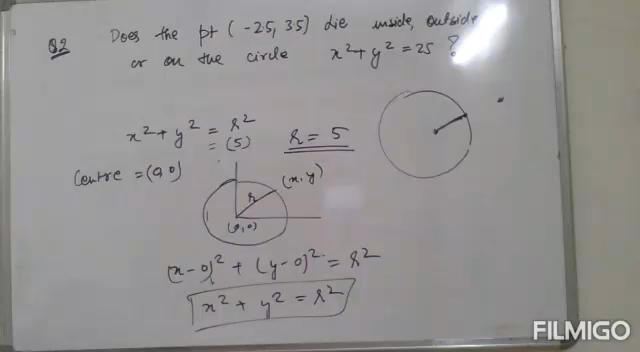 Q2 Does the pt (-2.5, 3.5) lie inside, outside
or on the circle x² + y² = 25 ?
x² + y² = r²
= (5) r = 5
Centre = (0,0)
(x, y)
r
(0,0)
(x-0)² + (y-0)² = r²
x² + y² = r²
FILMIGO